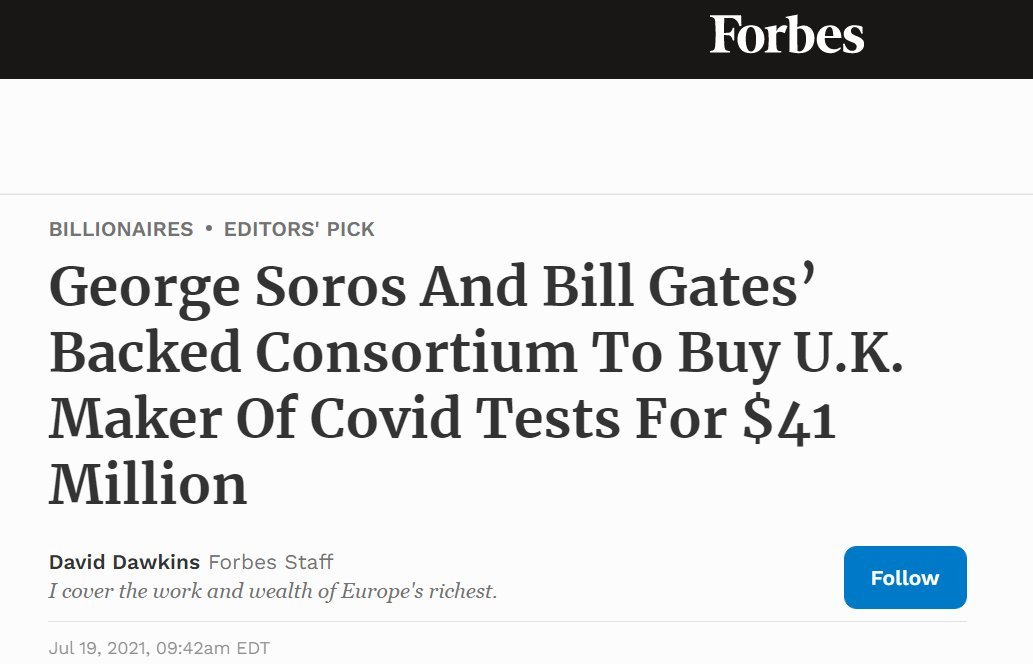 Forbes
BILLIONAIRES • EDITORS' PICK
George Soros And Bill Gates’
Backed Consortium To Buy U.K.
Maker Of Covid Tests For $41
Million
David Dawkins Forbes Staff
I cover the work and wealth of Europe's richest.
Follow
Jul 19, 2021, 09:42am EDT